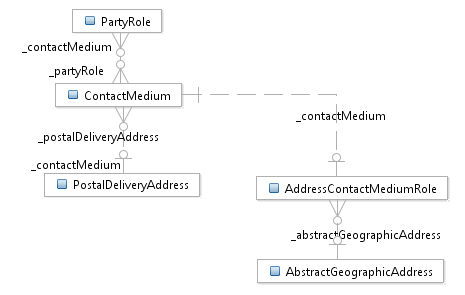 PartyRole
_contactMedium
_partyRole
ContactMedium
_contactMedium
_postalDeliveryAddress
_contactMedium
PostalDeliveryAddress
AddressContactMediumRole
_abstractGeographicAddress
AbstractGeographicAddress